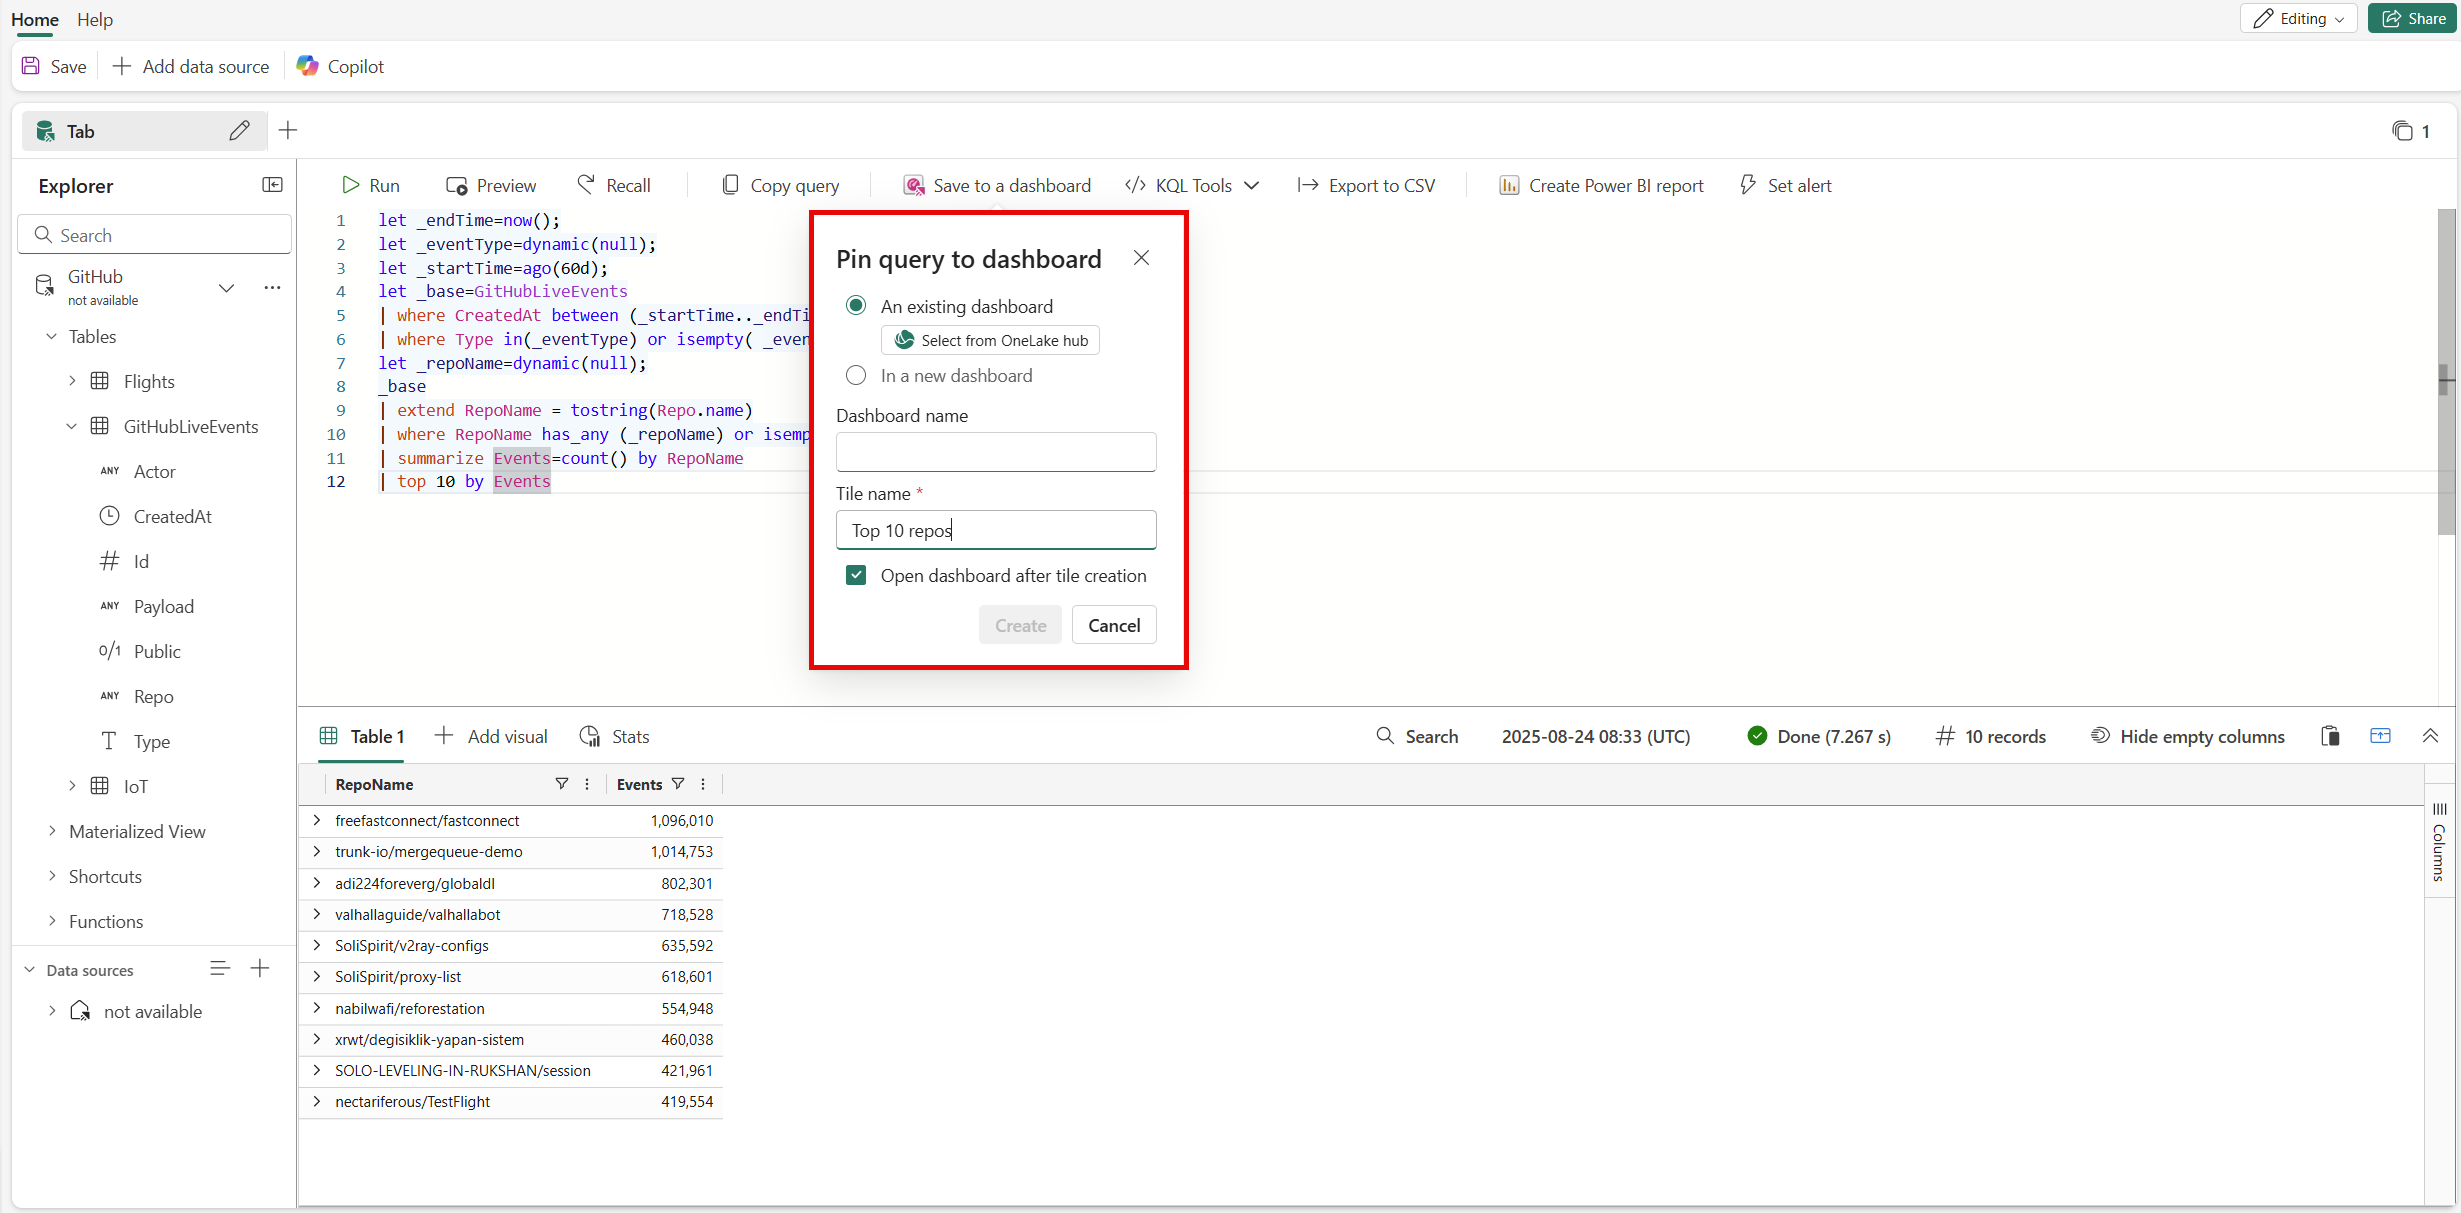 Home Help
Editing Share
Save Add data source Copilot
Tab 1
Explorer
Run Preview Recall Copy query Save to a dashboard KQL Tools Export to CSV Create Power BI report Set alert
Search
GitHub
not available
Tables
Flights
GitHubLiveEvents
ANY Actor
CreatedAt
Id
ANY Payload
0/1 Public
ANY Repo
Type
IoT
Materialized View
Shortcuts
Functions
Data sources
not available
1 let _endTime=now();
2 let _eventType=dynamic(null);
3 let _startTime=ago(60d);
4 let _base=GitHubLiveEvents
5 | where CreatedAt between (_startTime.._endTi
6 | where Type in(_eventType) or isempty( _even
7 let _repoName=dynamic(null);
8 _base
9 | extend RepoName = tostring(Repo.name)
10 | where RepoName has_any (_repoName) or isemp
11 | summarize Events=count() by RepoName
12 | top 10 by Events
Pin query to dashboard
An existing dashboard
Select from OneLake hub
In a new dashboard
Dashboard name
Tile name *
Top 10 repos
Open dashboard after tile creation
Create Cancel
Table 1 Add visual Stats Search 2025-08-24 08:33 (UTC) Done (7.267 s) 10 records Hide empty columns
RepoName Events
freefastconnect/fastconnect 1,096,010
trunk-io/mergequeue-demo 1,014,753
adi224foreverg/globaldl 802,301
valhallaguide/valhallabot 718,528
SoliSpirit/v2ray-configs 635,592
SoliSpirit/proxy-list 618,601
nabilwafi/reforestation 554,948
xrwt/degisiklik-yapan-sistem 460,038
SOLO-LEVELING-IN-RUKSHAN/session 421,961
nectariferous/TestFlight 419,554
Columns